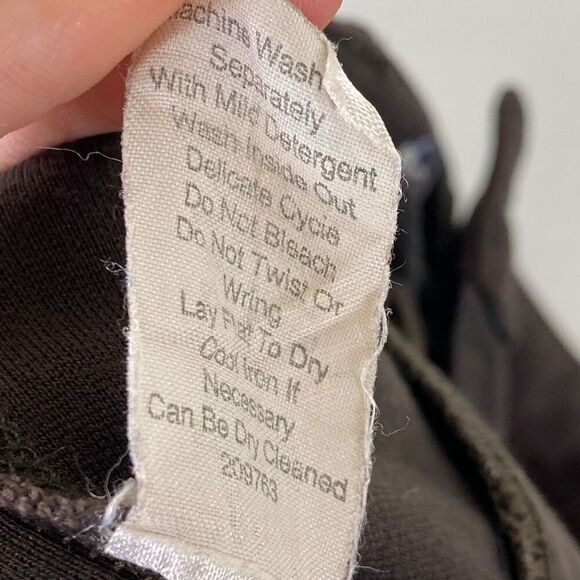 achine Wash
Separately
With Mild Detergent
Wash Inside Out
Delicate Cycle
Do Not Bleach
Do Not Twist Or
Wring
Lay Flat To Dry
Cool Iron If
Necessary
Can Be Dry Cleaned
209763